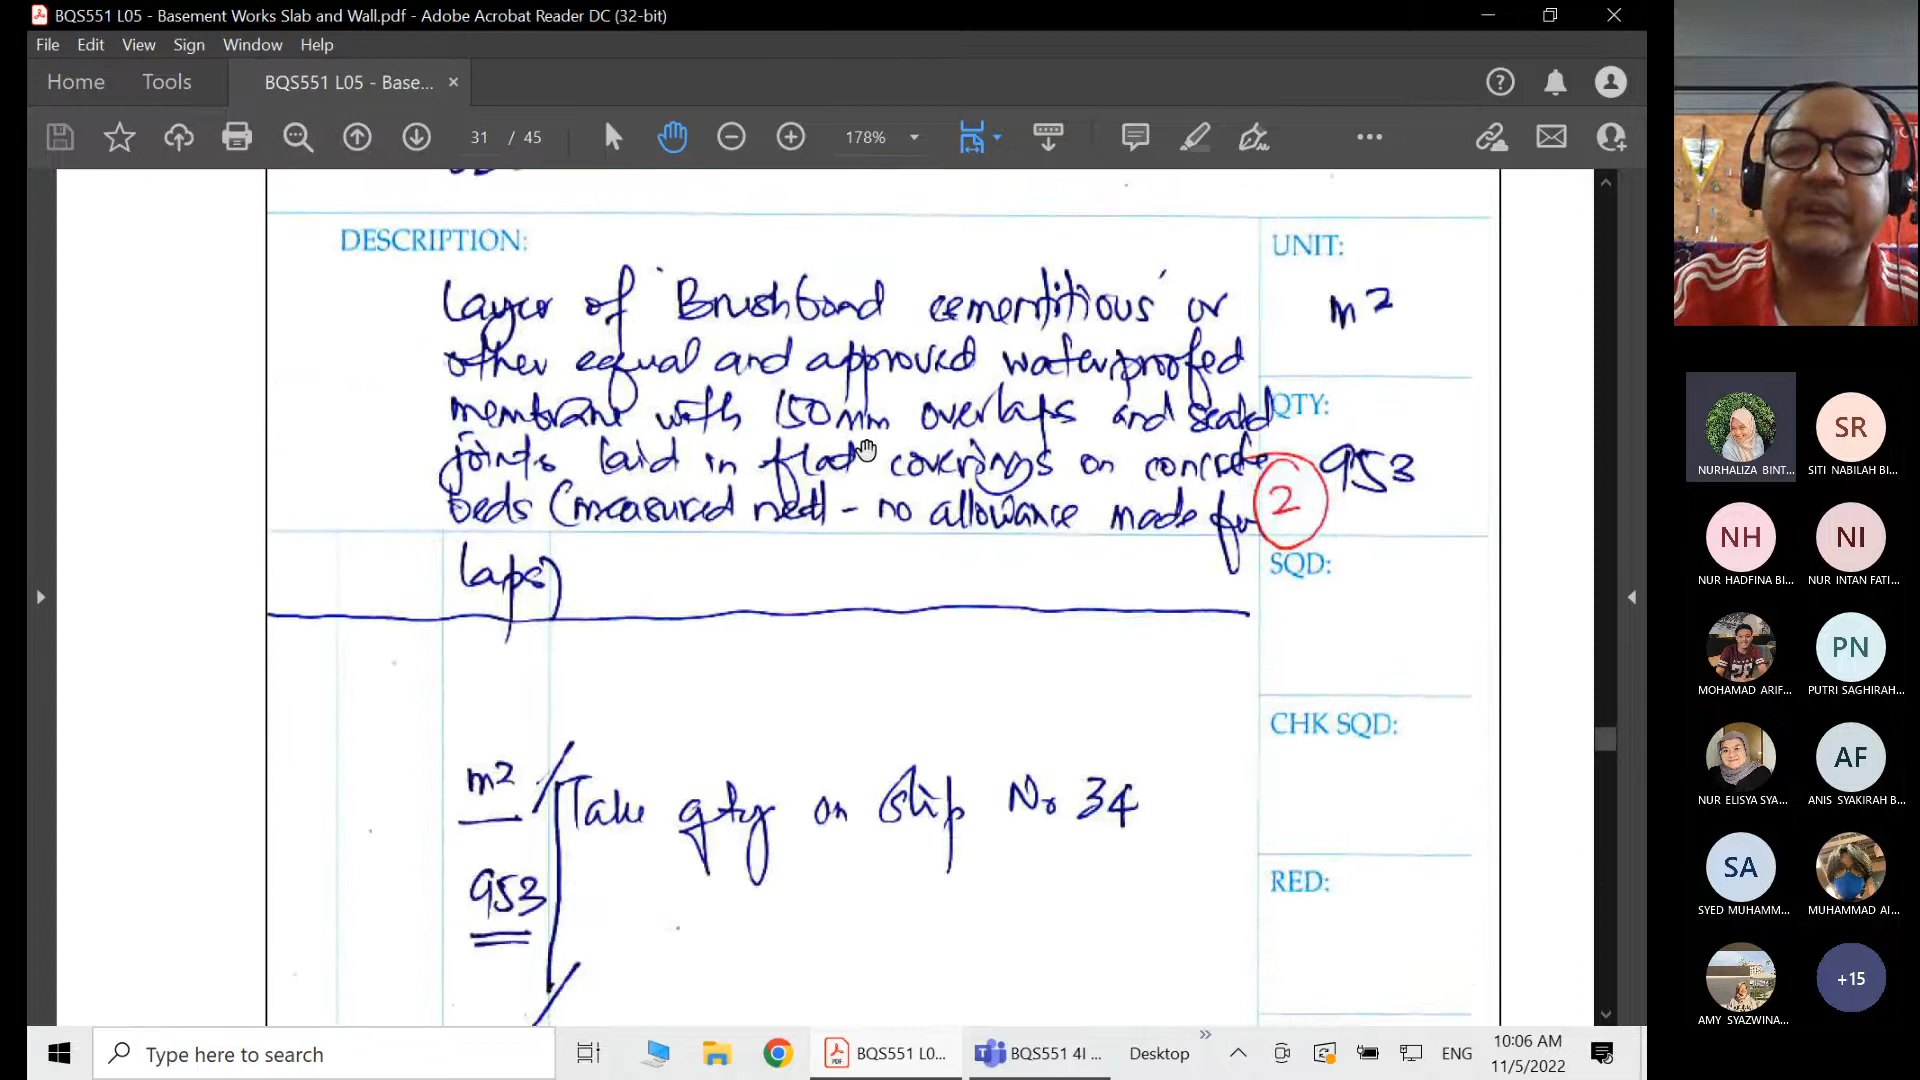 BQS551 L05 - Basement Works Slab and Wall.pdf - Adobe Acrobat Reader DC (32-bit)
File Edit View Sign Window Help
Home Tools BQS551 L05 - Base... ×
31 / 45 178%
DESCRIPTION:
UNIT:
Layer of 'Brushbond cementitious' or
m2
other equal and approved waterproofed
membrane with 150mm overlaps and sealed
QTY:
joints laid in flat coverings on concrete
953
2
beds (measured nett - no allowance made for
laps)
SQD:
CHK SQD:
m2
Take qty on slip No 34
RED:
953
NURHALIZA BINT...
SR
SITI NABILAH BI...
NH
NUR HADFINA BI...
NI
NUR INTAN FATI...
MOHAMAD ARIF...
PN
PUTRI SAGHIRAH...
NUR ELISYA SYA...
AF
ANIS SYAKIRAH B...
SA
SYED MUHAMM...
MUHAMMAD AI...
AMY SYAZWINA...
+15
Type here to search
BQS551 L0...
BQS551 4I ...
Desktop
ENG
10:06 AM
11/5/2022